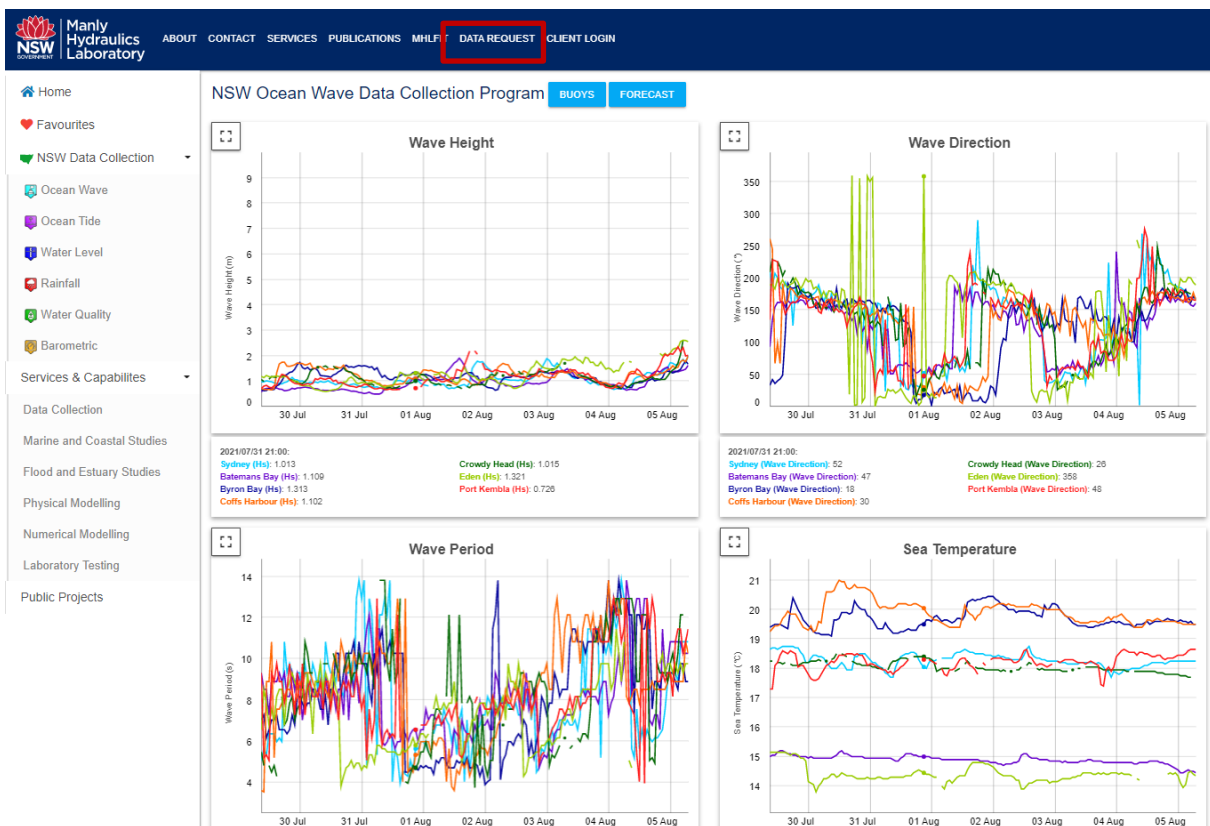 NSW
GOVERNMENT
Manly
Hydraulics
Laboratory
ABOUT CONTACT SERVICES PUBLICATIONS MHLFIT DATA REQUEST CLIENT LOGIN
Home
Favourites
NSW Data Collection
Ocean Wave
Ocean Tide
Water Level
Rainfall
Water Quality
Barometric
Services & Capabilites
Data Collection
Marine and Coastal Studies
Flood and Estuary Studies
Physical Modelling
Numerical Modelling
Laboratory Testing
Public Projects
NSW Ocean Wave Data Collection Program BUOYS FORECAST
Wave Height
Wave Height(m)
9
8
7
6
5
4
3
2
1
0
30 Jul 31 Jul 01 Aug 02 Aug 03 Aug 04 Aug 05 Aug
2021/07/31 21:00:
Sydney (Hs): 1.013 Crowdy Head (Hs): 1.015
Batemans Bay (Hs): 1.109 Eden (Hs): 1.321
Byron Bay (Hs): 1.313 Port Kembla (Hs): 0.726
Coffs Harbour (Hs): 1.102
Wave Direction
Wave Direction(°)
350
300
250
200
150
100
50
0
30 Jul 31 Jul 01 Aug 02 Aug 03 Aug 04 Aug 05 Aug
2021/07/31 21:00:
Sydney (Wave Direction): 52 Crowdy Head (Wave Direction): 26
Batemans Bay (Wave Direction): 47 Eden (Wave Direction): 358
Byron Bay (Wave Direction): 18 Port Kembla (Wave Direction): 48
Coffs Harbour (Wave Direction): 30
Wave Period
Wave Period(s)
14
12
10
8
6
4
30 Jul 31 Jul 01 Aug 02 Aug 03 Aug 04 Aug 05 Aug
Sea Temperature
Sea Temperature (°C)
21
20
19
18
17
16
15
14
30 Jul 31 Jul 01 Aug 02 Aug 03 Aug 04 Aug 05 Aug